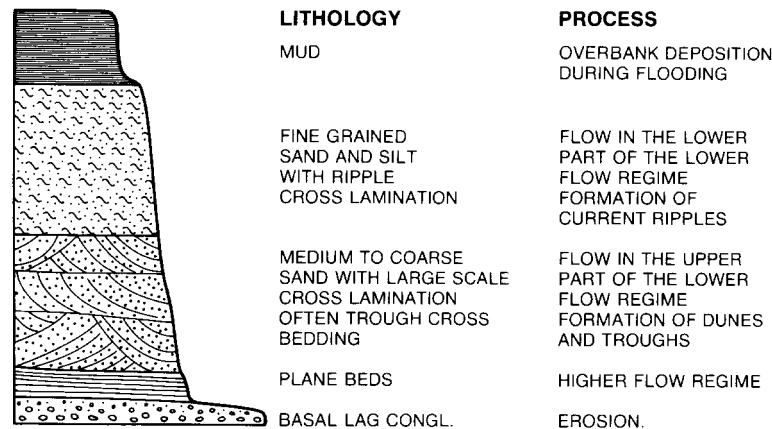 LITHOLOGY
PROCESS
MUD
OVERBANK DEPOSITION
DURING FLOODING
FINE GRAINED
SAND AND SILT
WITH RIPPLE
CROSS LAMINATION
FLOW IN THE LOWER
PART OF THE LOWER
FLOW REGIME
FORMATION OF
CURRENT RIPPLES
MEDIUM TO COARSE
SAND WITH LARGE SCALE
CROSS LAMINATION
OFTEN TROUGH CROSS
BEDDING
FLOW IN THE UPPER
PART OF THE LOWER
FLOW REGIME
FORMATION OF DUNES
AND TROUGHS
PLANE BEDS
HIGHER FLOW REGIME
BASAL LAG CONGL.
EROSION.